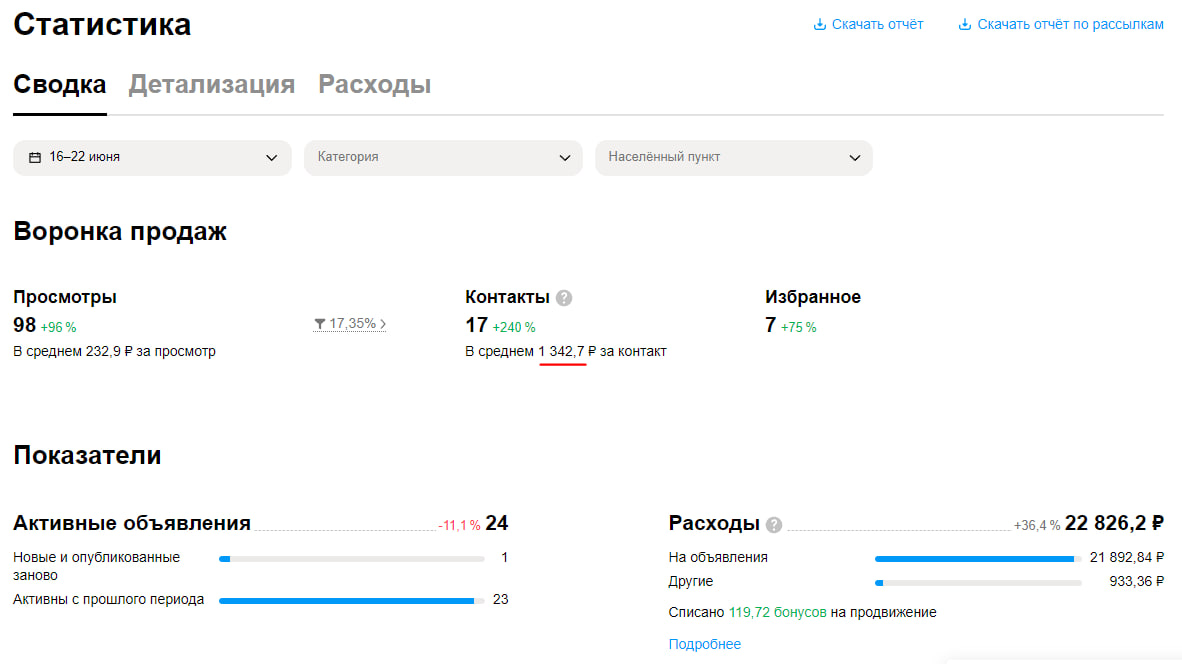 Статистика
Скачать отчёт
Скачать отчёт по рассылкам
Сводка Детализация Расходы
16–22 июня
Категория
Населённый пункт
Воронка продаж
Просмотры
98 +96 %
В среднем 232,9 ₽ за просмотр
17,35%
Контакты ?
17 +240 %
В среднем 1 342,7 ₽ за контакт
Избранное
7 +75 %
Показатели
Активные объявления -11,1 % 24
Новые и опубликованные
заново 1
Активны с прошлого периода 23
Расходы ? +36,4 % 22 826,2 ₽
На объявления 21 892,84 ₽
Другие 933,36 ₽
Списано 119,72 бонусов на продвижение
Подробнее